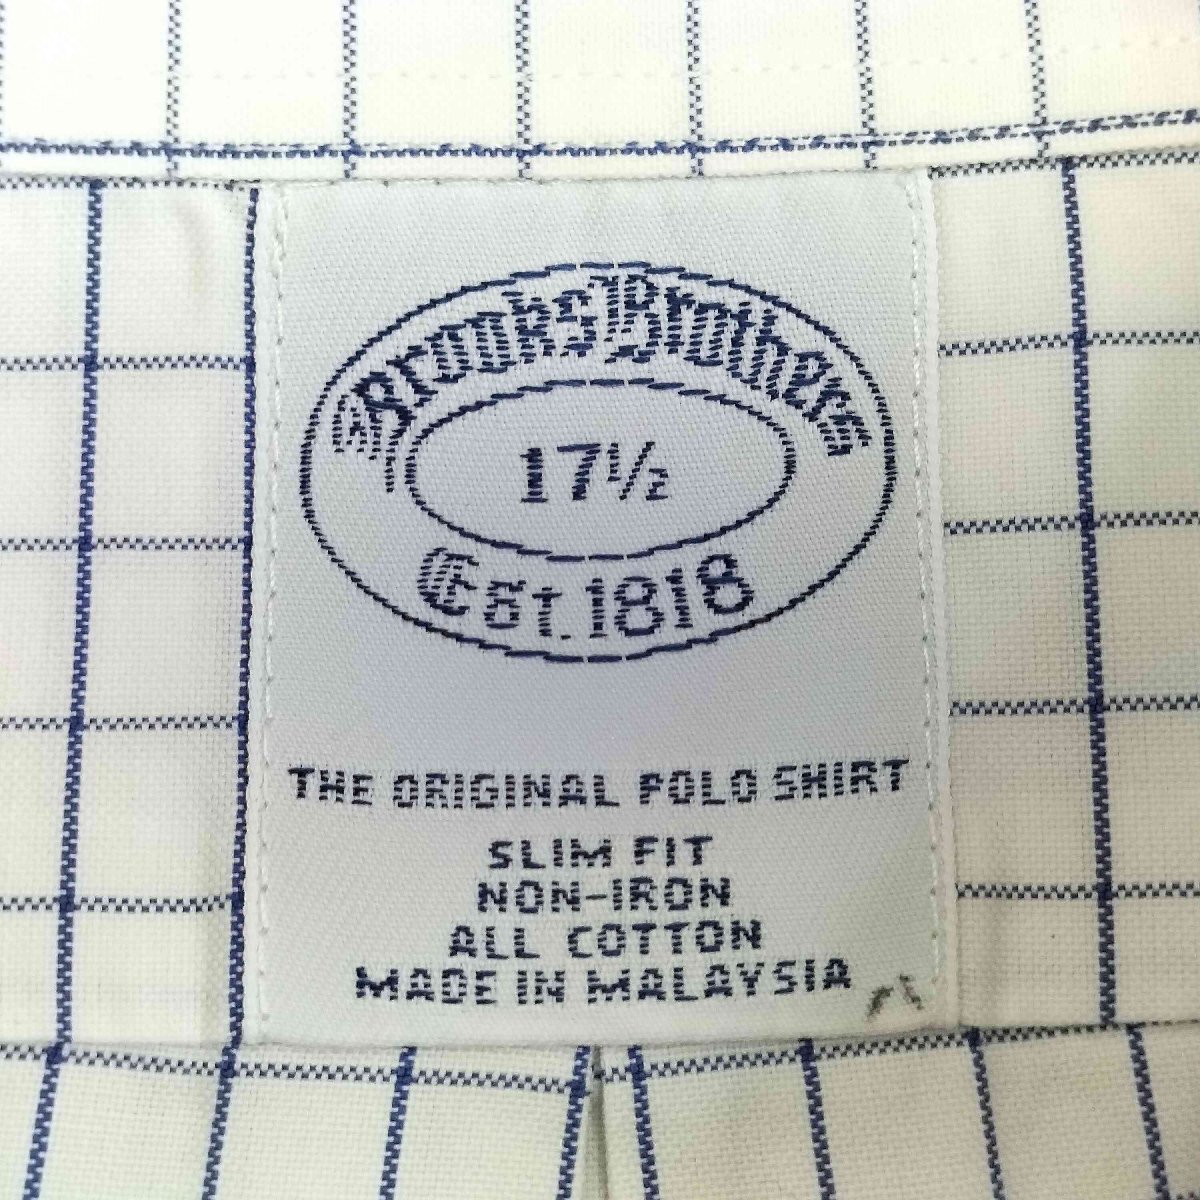 Brooks Brothers
17½
Est. 1818
THE ORIGINAL POLO SHIRT
SLIM FIT
NON-IRON
ALL COTTON
MADE IN MALAYSIA